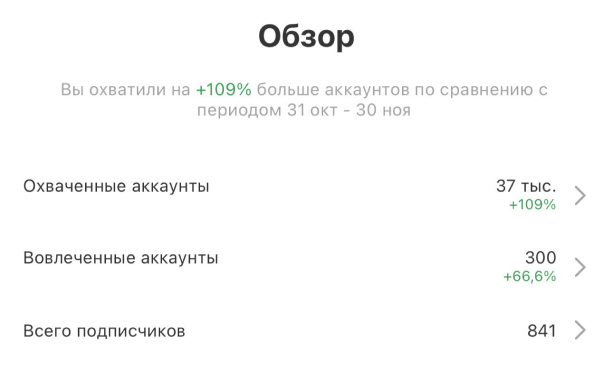 Обзор
Вы охватили на +109% больше аккаунтов по сравнению с
периодом 31 окт - 30 ноя
Охваченные аккаунты 37 тыс.
+109%
Вовлеченные аккаунты 300
+66,6%
Всего подписчиков 841